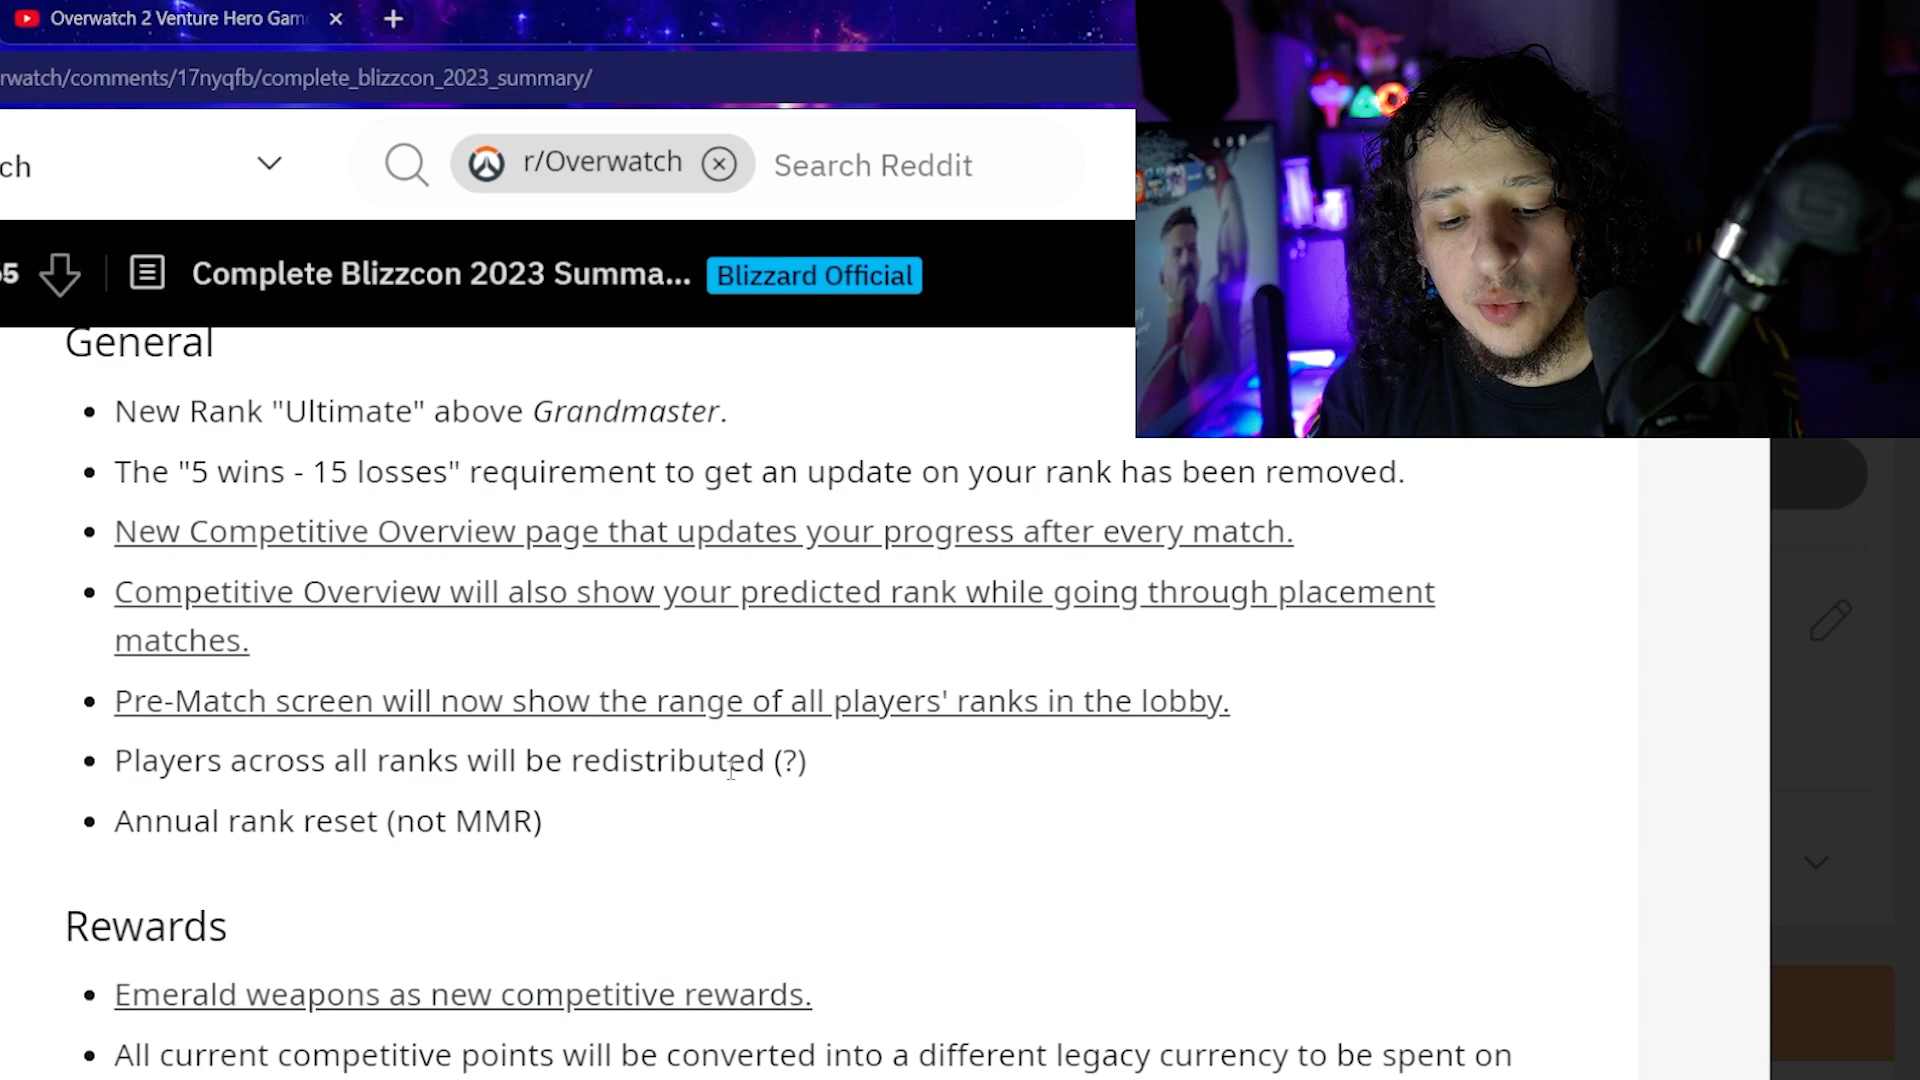 Overwatch 2 Venture Hero Gam
rwatch/comments/17nyqfb/complete_blizzcon_2023_summary/
ch
r/Overwatch
Search Reddit
Complete Blizzcon 2023 Summa...
Blizzard Official
General
New Rank "Ultimate" above Grandmaster.
The "5 wins - 15 losses" requirement to get an update on your rank has been removed.
New Competitive Overview page that updates your progress after every match.
Competitive Overview will also show your predicted rank while going through placement
matches.
Pre-Match screen will now show the range of all players' ranks in the lobby.
Players across all ranks will be redistributed (?)
Annual rank reset (not MMR)
Rewards
Emerald weapons as new competitive rewards.
All current competitive points will be converted into a different legacy currency to be spent on